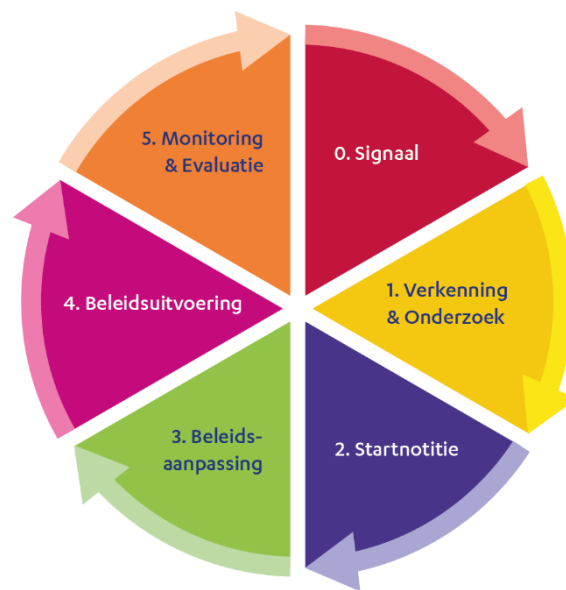 0. Signaal
1. Verkenning
& Onderzoek
2. Startnotitie
3. Beleids-
aanpassing
4. Beleidsuitvoering
5. Monitoring
& Evaluatie